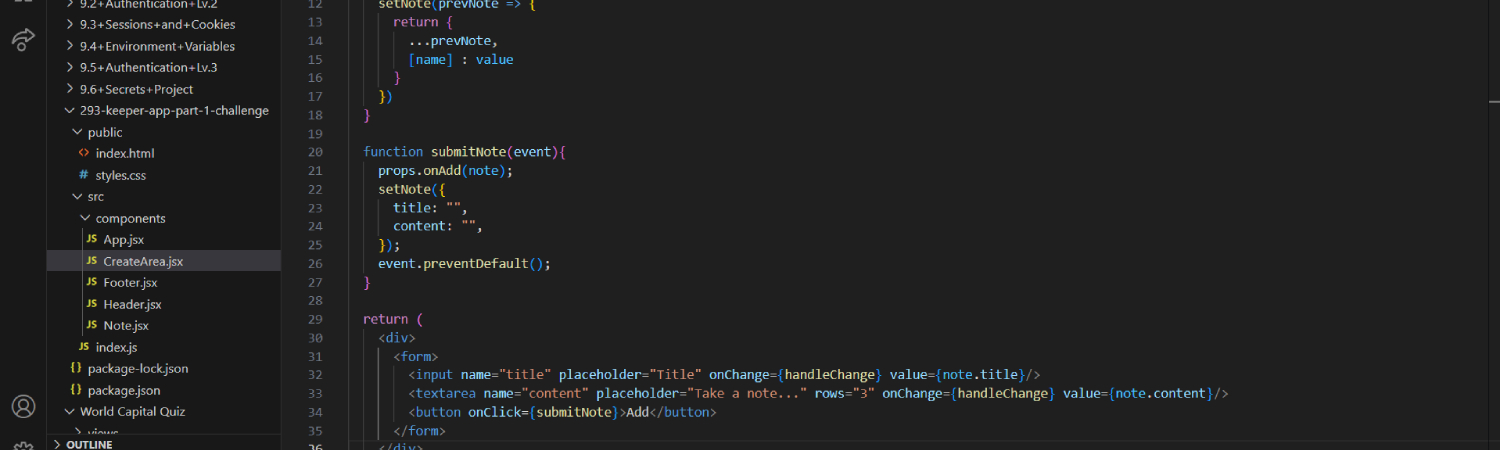 9.2+Authentication+Lv.2
9.3+Sessions+and+Cookies
9.4+Environment+Variables
9.5+Authentication+Lv.3
9.6+Secrets+Project
293-keeper-app-part-1-challenge
public
<> index.html
# styles.css
src
components
JS App.jsx
JS CreateArea.jsx
JS Footer.jsx
JS Header.jsx
JS Note.jsx
JS index.js
{} package-lock.json
{} package.json
World Capital Quiz
views
OUTLINE
12 setNote(prevNote => {
13 return {
14 ...prevNote,
15 [name] : value
16 }
17 })
18 }
19
20 function submitNote(event){
21 props.onAdd(note);
22 setNote({
23 title: "",
24 content: "",
25 });
26 event.preventDefault();
27 }
28
29 return (
30 <div>
31 <form>
32 <input name="title" placeholder="Title" onChange={handleChange} value={note.title}/>
33 <textarea name="content" placeholder="Take a note..." rows="3" onChange={handleChange} value={note.content}/>
34 <button onClick={submitNote}>Add</button>
35 </form>
36 </div>